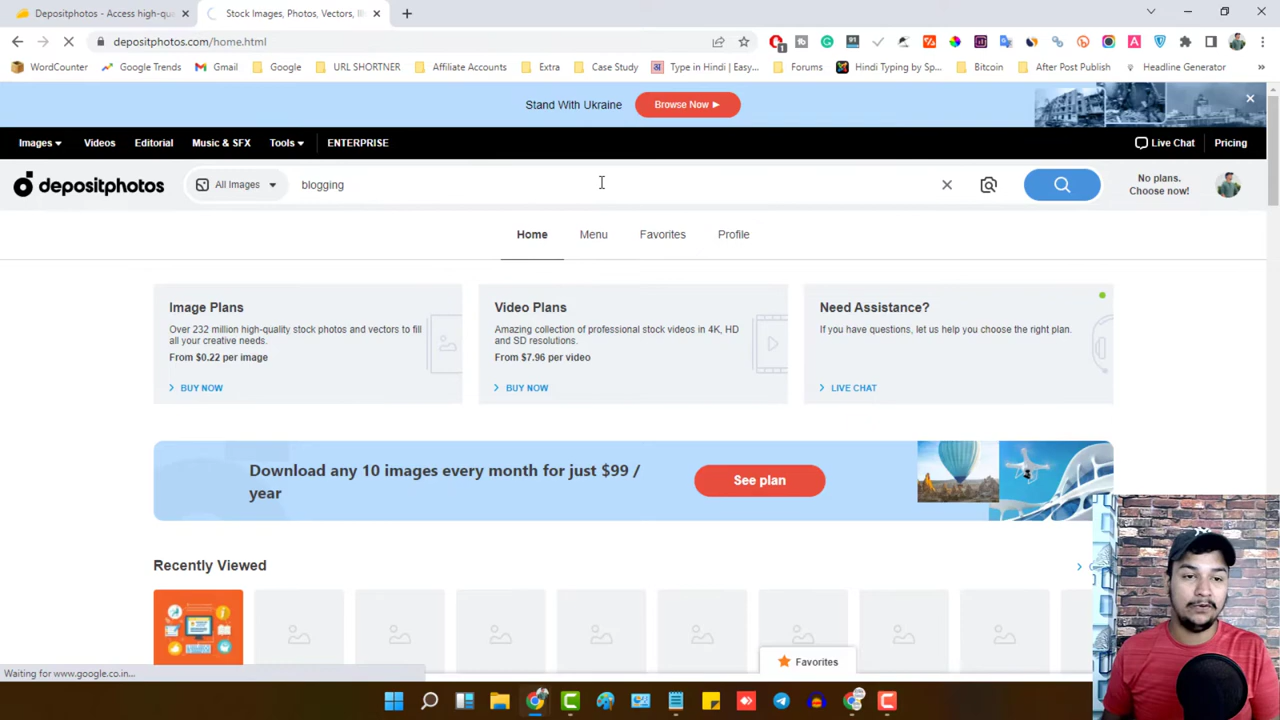 Depositphotos - Access high-qu
Stock Images, Photos, Vectors, Ill
depositphotos.com/home.html
WordCounter
Google Trends
Gmail
Google
URL SHORTNER
Affiliate Accounts
Extra
Case Study
Type in Hindi | Easy...
Forums
Hindi Typing by Sp...
Bitcoin
After Post Publish
Headline Generator
Stand With Ukraine
Browse Now
Images
Videos
Editorial
Music & SFX
Tools
ENTERPRISE
Live Chat
Pricing
depositphotos
All Images
blogging
No plans.
Choose now!
Home
Menu
Favorites
Profile
Image Plans
Over 232 million high-quality stock photos and vectors to fill
all your creative needs.
From $0.22 per image
BUY NOW
Video Plans
Amazing collection of professional stock videos in 4K, HD
and SD resolutions.
From $7.96 per video
BUY NOW
Need Assistance?
If you have questions, let us help you choose the right plan.
LIVE CHAT
Download any 10 images every month for just $99 /
year
See plan
Recently Viewed
Favorites
Waiting for www.google.co.in...